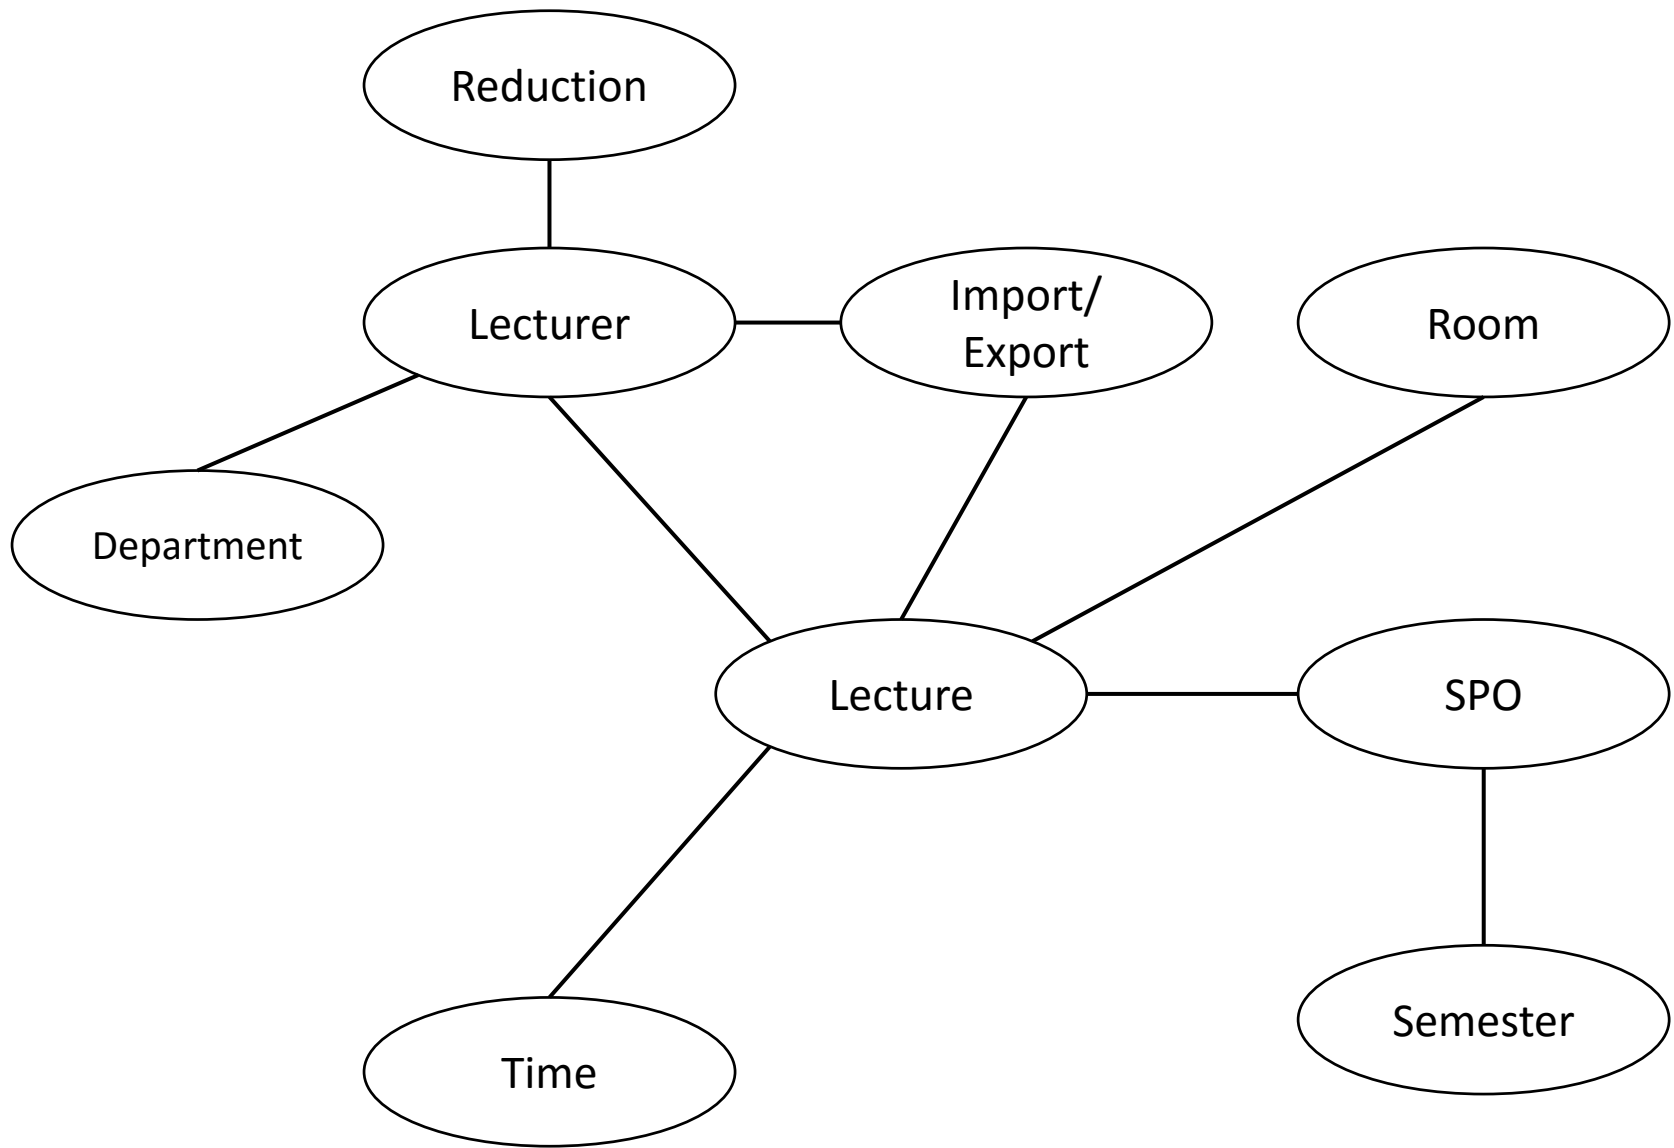 Reduction
Lecturer
Import/
Export
Room
Department
Lecture
SPO
Semester
Time